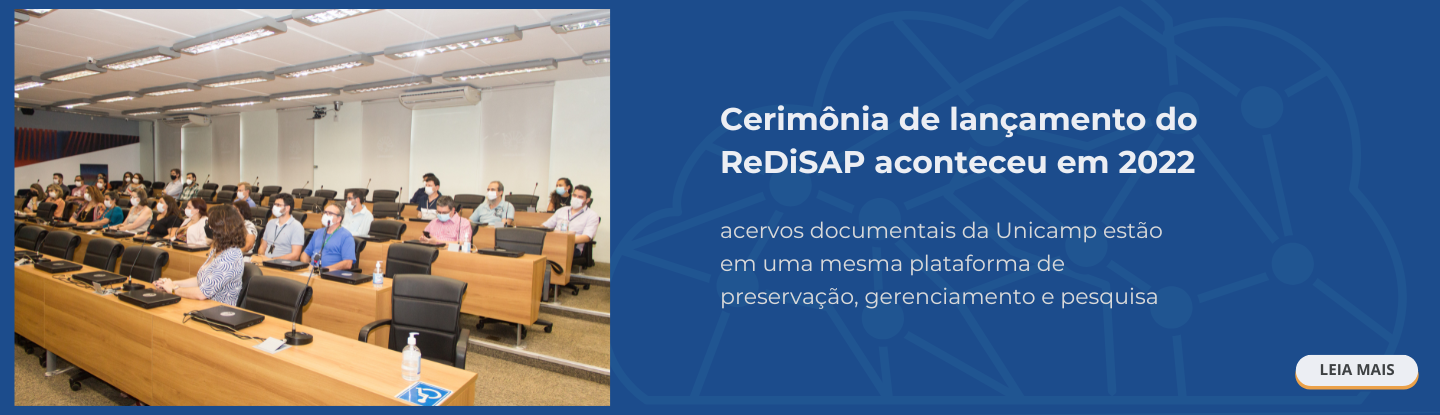 Cerimônia de lançamento do
ReDiSAP aconteceu em 2022
acervos documentais da Unicamp estão
em uma mesma plataforma de
preservação, gerenciamento e pesquisa
LEIA MAIS